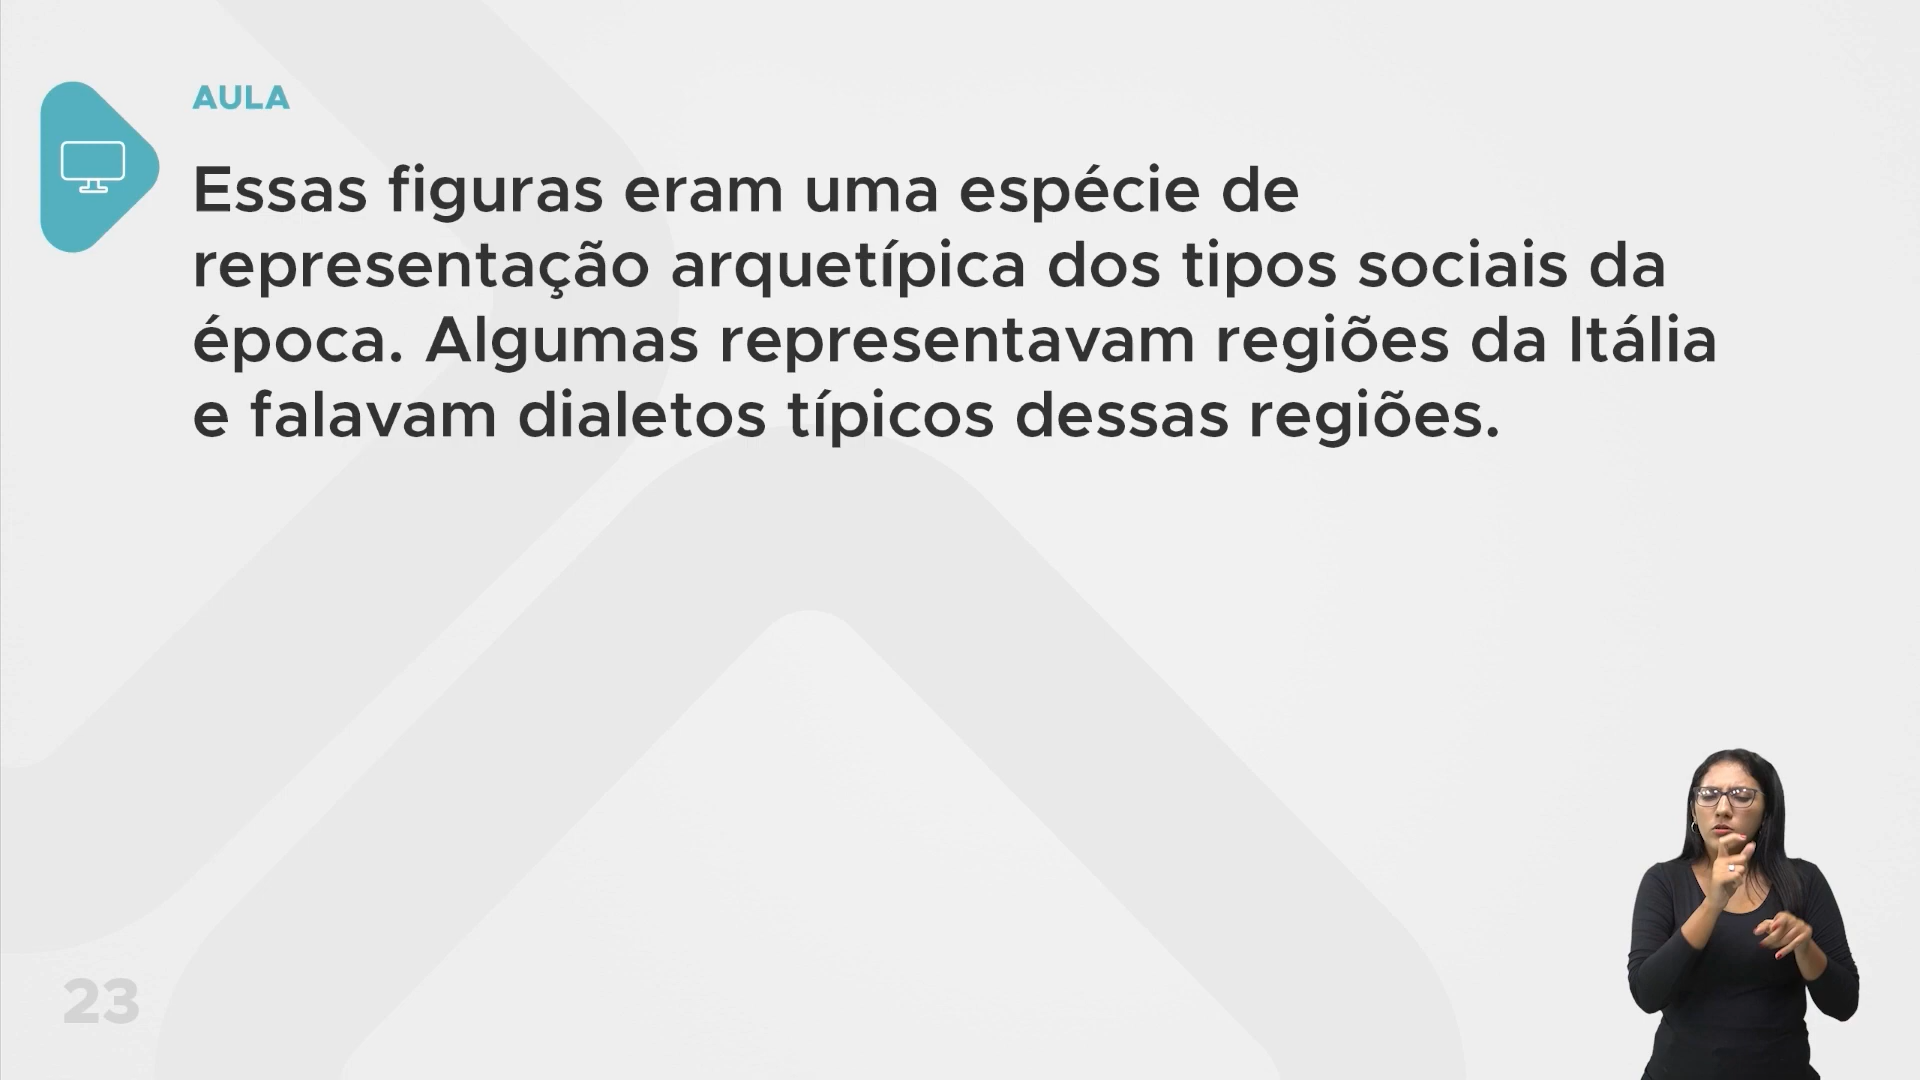 AULA
Essas figuras eram uma espécie de
representação arquetípica dos tipos sociais da
época. Algumas representavam regiões da Itália
e falavam dialetos típicos dessas regiões.
23